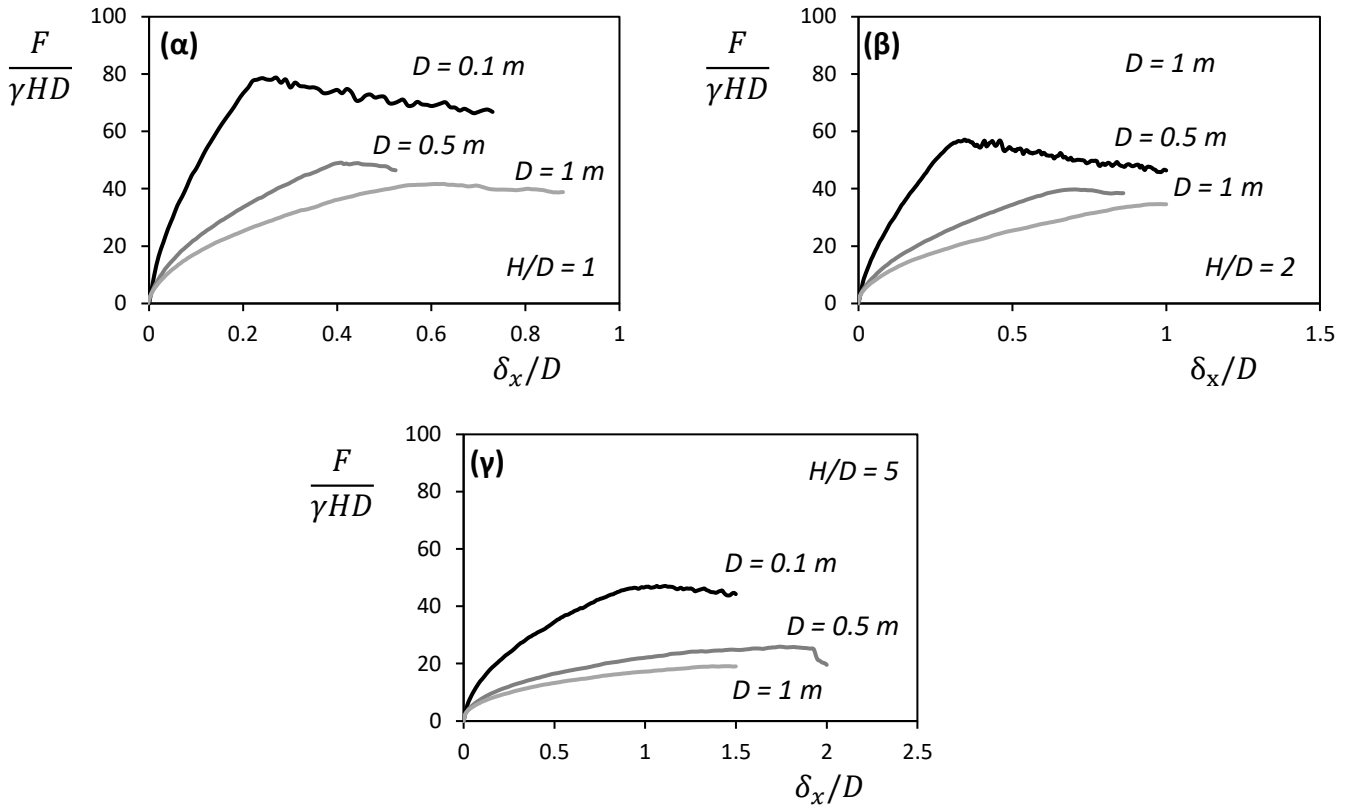 (α)
F
γHD
100
80
60
40
20
0
D = 0.1 m
D = 0.5 m
D = 1 m
H/D = 1
0 0.2 0.4 0.6 0.8 1
δx/D
(β)
F
γHD
100
80
60
40
20
0
D = 1 m
D = 0.5 m
D = 1 m
H/D = 2
0 0.5 1 1.5
δx/D
(γ)
F
γHD
100
80
60
40
20
0
H/D = 5
D = 0.1 m
D = 0.5 m
D = 1 m
0 0.5 1 1.5 2 2.5
δx/D